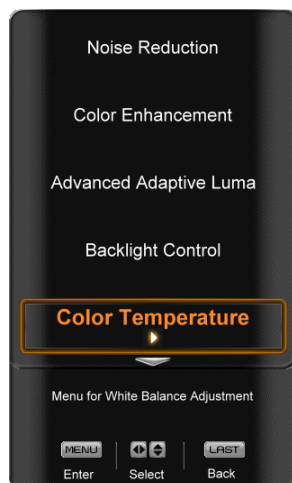 Noise Reduction
Color Enhancement
Advanced Adaptive Luma
Backlight Control
Color Temperature
Menu for White Balance Adjustment
MENU LAST
Enter Select Back